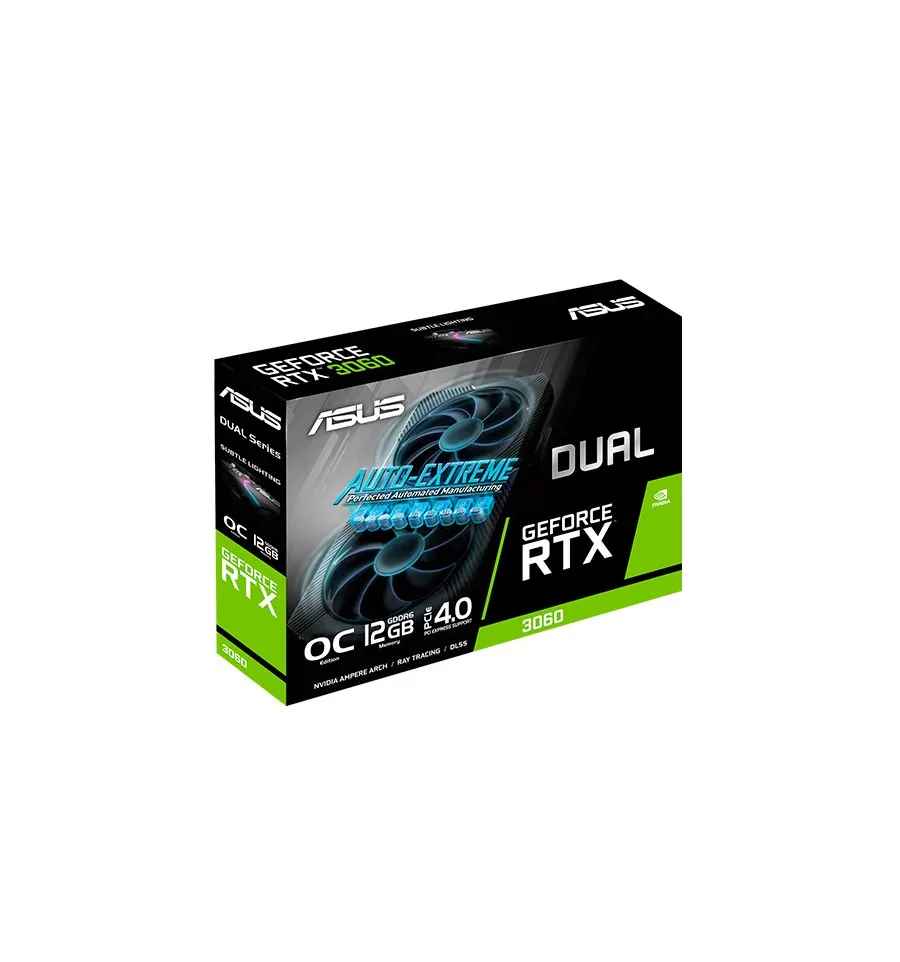 SUBTLE LIGHTING
ASUS
GEFORCE
RTX 3060
ASUS
DUAL Series
SUBTLE LIGHTING
OC 12GB
GEFORCE
RTX
3060
ASUS
AUTO-EXTREME
Perfected Automated Manufacturing
DUAL
GEFORCE
RTX
NVIDIA
3060
OC
Edition
12GB
GDDR6
Memory
PCIe
4.0
PCI EXPRESS SUPPORT
NVIDIA AMPERE ARCH / RAY TRACING / DLSS